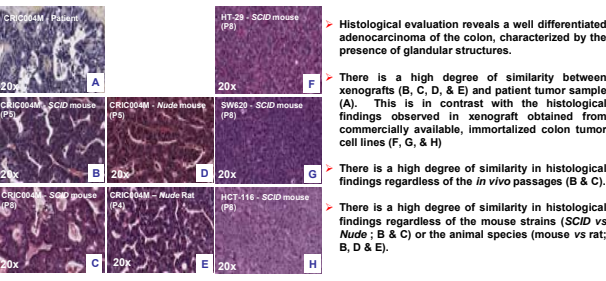 CRIC004M - Patient
20x
A
HT-29 - SCID mouse
(P8)
20x
F
CRIC004M - SCID mouse
(P5)
20x
B
CRIC004M - Nude mouse
(P5)
20x
D
SW620 - SCID mouse
(P8)
20x
G
CRIC004M - SCID mouse
(P8)
20x
C
CRIC004M – Nude Rat
(P4)
20x
E
HCT-116 - SCID mouse
(P8)
20x
H
Histological evaluation reveals a well differentiated
adenocarcinoma of the colon, characterized by the
presence of glandular structures.
There is a high degree of similarity between
xenografts (B, C, D, & E) and patient tumor sample
(A). This is in contrast with the histological
findings observed in xenograft obtained from
commercially available, immortalized colon tumor
cell lines (F, G, & H)
There is a high degree of similarity in histological
findings regardless of the in vivo passages (B & C).
There is a high degree of similarity in histological
findings regardless of the mouse strains (SCID vs
Nude ; B & C) or the animal species (mouse vs rat;
B, D & E).